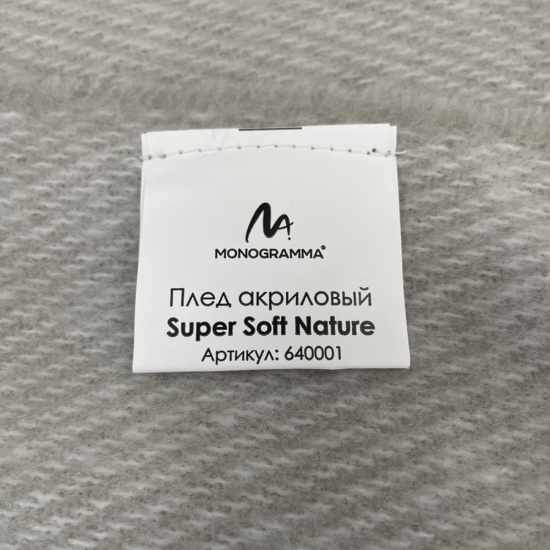 MONOGRAMMA®
Плед акриловый
Super Soft Nature
Артикул: 640001